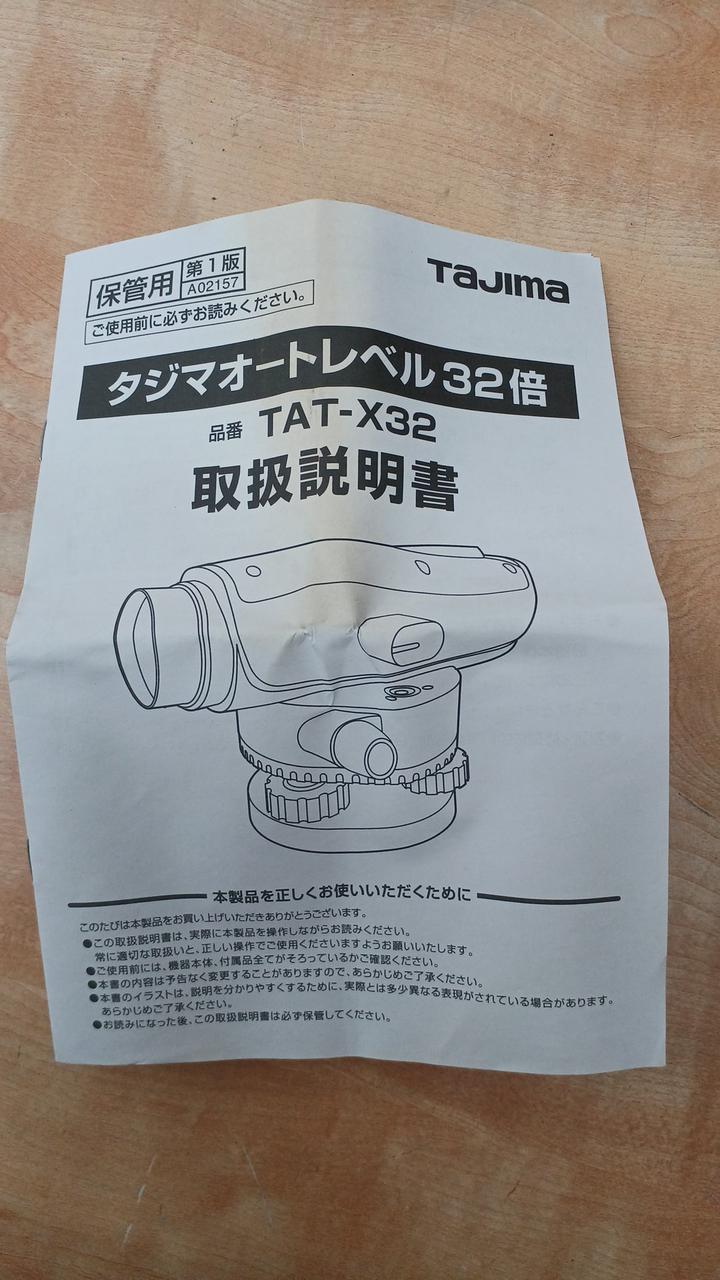 保管用
第1版
A02157
ご使用前に必ずお読みください。
TaJIma
タジマオートレベル32倍
品番 TAT-X32
取扱説明書
本製品を正しくお使いいただくために
このたびは本製品をお買い上げいただきありがとうございます。
●この取扱説明書は、実際に本製品を操作しながらお読みください。
常に適切な取扱いと、正しい操作でご使用くださいますようお願いいたします。
●ご使用前には、機器本体、付属品全てがそろっているかご確認ください。
●本書の内容は予告なく変更することがありますので、あらかじめご了承ください。
●本書のイラストは、説明を分かりやすくするために、実際とは多少異なる表現がされている場合があります。
あらかじめご了承ください。
●お読みになった後、この取扱説明書は必ず保管してください。